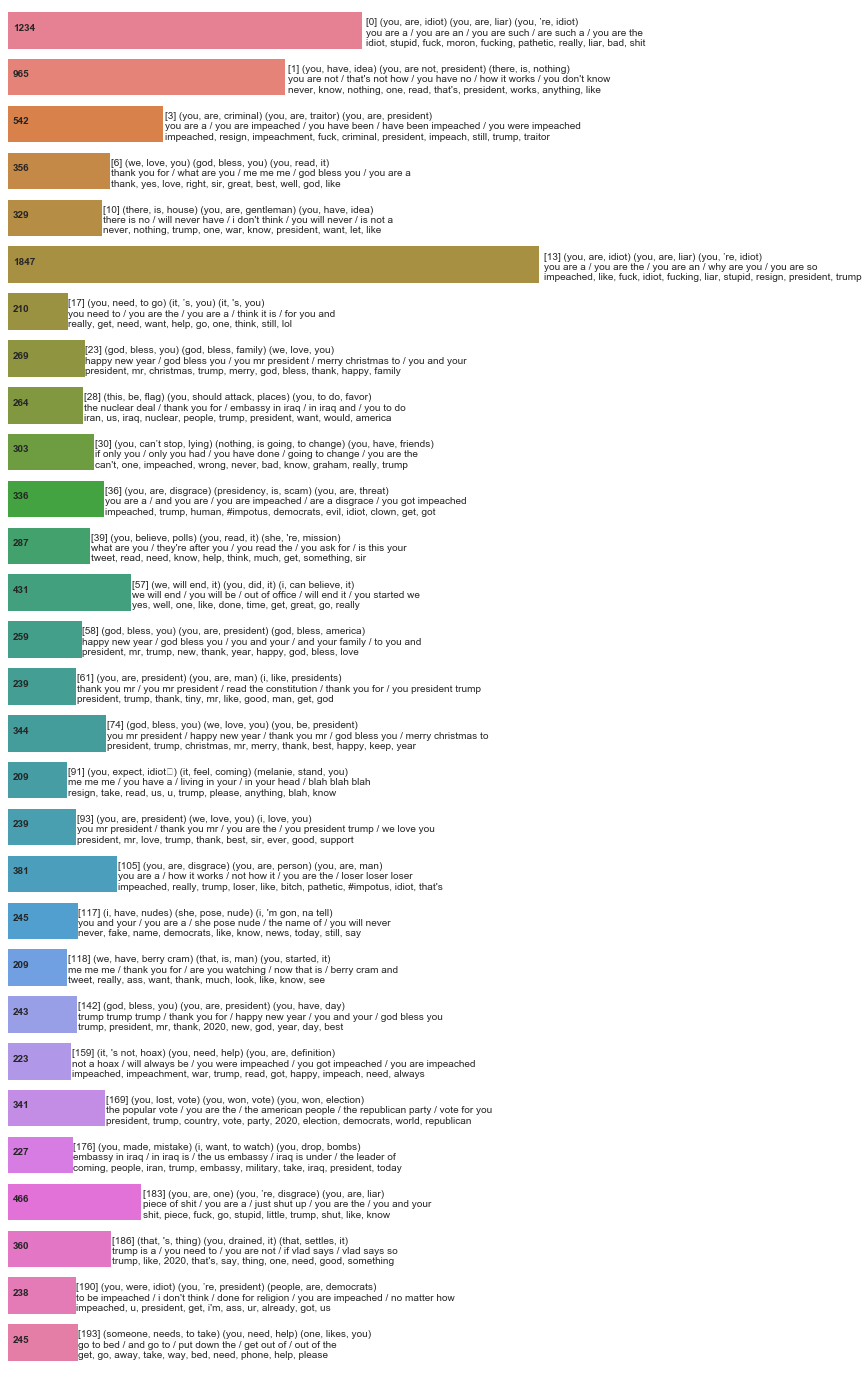 1234
[0] (you, are, idiot) (you, are, liar) (you, 're, idiot)
you are a / you are an / you are such / are such a / you are the
idiot, stupid, fuck, moron, fucking, pathetic, really, liar, bad, shit
965
[1] (you, have, idea) (you, are not, president) (there, is, nothing)
you are not / that's not how / you have no / how it works / you don't know
never, know, nothing, one, read, that's, president, works, anything, like
542
[3] (you, are, criminal) (you, are, traitor) (you, are, president)
you are a / you are impeached / you have been / have been impeached / you were impeached
impeached, resign, impeachment, fuck, criminal, president, impeach, still, trump, traitor
356
[6] (we, love, you) (god, bless, you) (you, read, it)
thank you for / what are you / me me me / god bless you / you are a
thank, yes, love, right, sir, great, best, well, god, like
329
[10] (there, is, house) (you, are, gentleman) (you, have, idea)
there is no / will never have / i don't think / you will never / is not a
never, nothing, trump, one, war, know, president, want, let, like
1847
[13] (you, are, idiot) (you, are, liar) (you, 're, idiot)
you are a / you are the / you are an / why are you / you are so
impeached, like, fuck, idiot, fucking, liar, stupid, resign, president, trump
210
[17] (you, need, to go) (it, 's, you) (it, 's, you)
you need to / you are the / you are a / think it is / for you and
really, get, need, want, help, go, one, think, still, lol
269
[23] (god, bless, you) (god, bless, family) (we, love, you)
happy new year / god bless you / you mr president / merry christmas to / you and your
president, mr, christmas, trump, merry, god, bless, thank, happy, family
264
[28] (this, be, flag) (you, should attack, places) (you, to do, favor)
the nuclear deal / thank you for / embassy in iraq / in iraq and / you to do
iran, us, iraq, nuclear, people, trump, president, want, would, america
303
[30] (you, can't stop, lying) (nothing, is going, to change) (you, have, friends)
if only you / only you had / you have done / going to change / you are the
can't, one, impeached, wrong, never, bad, know, graham, really, trump
336
[36] (you, are, disgrace) (presidency, is, scam) (you, are, threat)
you are a / and you are / you are impeached / are a disgrace / you got impeached
impeached, trump, human, #impotus, democrats, evil, idiot, clown, get, got
287
[39] (you, believe, polls) (you, read, it) (she, 're, mission)
what are you / they're after you / you read the / you ask for / is this your
tweet, read, need, know, help, think, much, get, something, sir
431
[57] (we, will end, it) (you, did, it) (i, can believe, it)
we will end / you will be / out of office / will end it / you started we
yes, well, one, like, done, time, get, great, go, really
259
[58] (god, bless, you) (you, are, president) (god, bless, america)
happy new year / god bless you / you and your / and your family / to you and
president, mr, trump, new, thank, year, happy, god, bless, love
239
[61] (you, are, president) (you, are, man) (i, like, presidents)
thank you mr / you mr president / read the constitution / thank you for / you president trump
president, trump, thank, tiny, mr, like, good, man, get, god
344
[74] (god, bless, you) (we, love, you) (you, be, president)
you mr president / happy new year / thank you mr / god bless you / merry christmas to
president, trump, christmas, mr, merry, thank, best, happy, keep, year
209
[91] (you, expect, idiot▯) (it, feel, coming) (melanie, stand, you)
me me me / you have a / living in your / in your head / blah blah blah
resign, take, read, us, u, trump, please, anything, blah, know
239
[93] (you, are, president) (we, love, you) (i, love, you)
you mr president / thank you mr / you are the / you president trump / we love you
president, mr, love, trump, thank, best, sir, ever, good, support
381
[105] (you, are, disgrace) (you, are, person) (you, are, man)
you are a / how it works / not how it / you are the / loser loser loser
impeached, really, trump, loser, like, bitch, pathetic, #impotus, idiot, that's
245
[117] (i, have, nudes) (she, pose, nude) (i, 'm gon, na tell)
you and your / you are a / she pose nude / the name of / you will never
never, fake, name, democrats, like, know, news, today, still, say
209
[118] (we, have, berry cram) (that, is, man) (you, started, it)
me me me / thank you for / are you watching / now that is / berry cram and
tweet, really, ass, want, thank, much, look, like, know, see
243
[142] (god, bless, you) (you, are, president) (you, have, day)
trump trump trump / thank you for / happy new year / you and your / god bless you
trump, president, mr, thank, 2020, new, god, year, day, best
223
[159] (it, 's not, hoax) (you, need, help) (you, are, definition)
not a hoax / will always be / you were impeached / you got impeached / you are impeached
impeached, impeachment, war, trump, read, got, happy, impeach, need, always
341
[169] (you, lost, vote) (you, won, vote) (you, won, election)
the popular vote / you are the / the american people / the republican party / vote for you
president, trump, country, vote, party, 2020, election, democrats, world, republican
227
[176] (you, made, mistake) (i, want, to watch) (you, drop, bombs)
embassy in iraq / in iraq is / the us embassy / iraq is under / the leader of
coming, people, iran, trump, embassy, military, take, iraq, president, today
466
[183] (you, are, one) (you, 're, disgrace) (you, are, liar)
piece of shit / you are a / just shut up / you are the / you and your
shit, piece, fuck, go, stupid, little, trump, shut, like, know
360
[186] (that, 's, thing) (you, drained, it) (that, settles, it)
trump is a / you need to / you are not / if vlad says / vlad says so
trump, like, 2020, that's, say, thing, one, need, good, something
238
[190] (you, were, idiot) (you, 're, president) (people, are, democrats)
to be impeached / i don't think / done for religion / you are impeached / no matter how
impeached, u, president, get, i'm, ass, ur, already, got, us
245
[193] (someone, needs, to take) (you, need, help) (one, likes, you)
go to bed / and go to / put down the / get out of / out of the
get, go, away, take, way, bed, need, phone, help, please